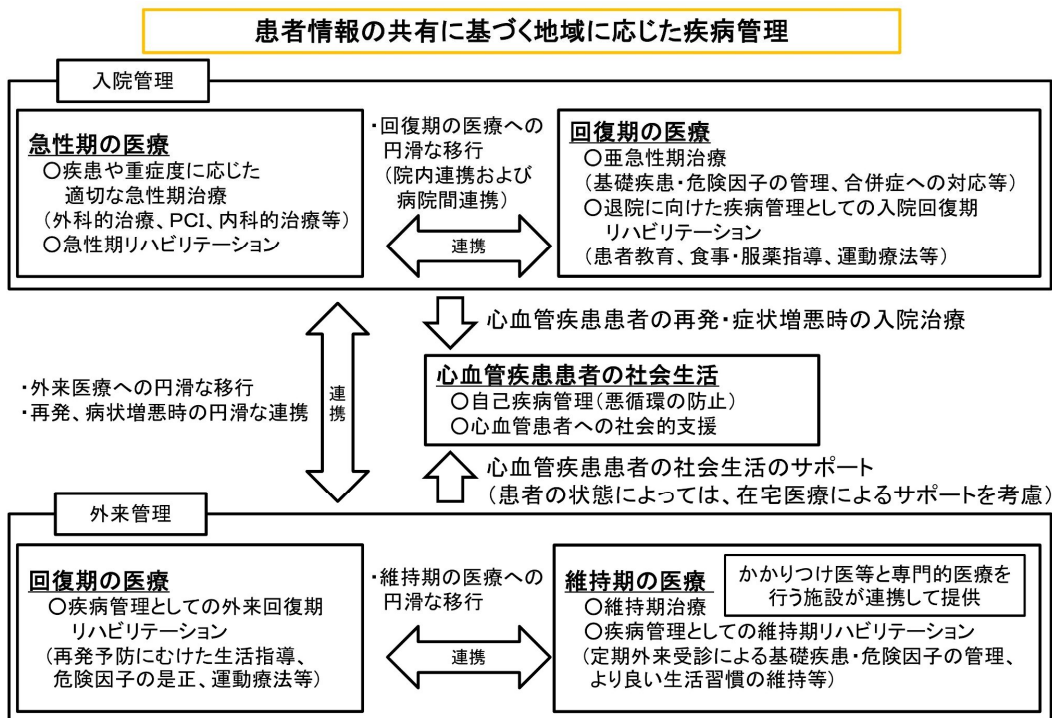 患者情報の共有に基づく地域に応じた疾病管理
入院管理
急性期の医療
○疾患や重症度に応じた
適切な急性期治療
(外科的治療、PCI、内科的治療等)
○急性期リハビリテーション
・回復期の医療への
円滑な移行
(院内連携および
病院間連携)
連携
回復期の医療
○亜急性期治療
(基礎疾患・危険因子の管理、合併症への対応等)
○退院に向けた疾病管理としての入院回復期
リハビリテーション
(患者教育、食事・服薬指導、運動療法等)
心血管疾患患者の再発・症状増悪時の入院治療
・外来医療への円滑な移行
・再発、病状増悪時の円滑な連携
連携
心血管疾患患者の社会生活
○自己疾病管理(悪循環の防止)
○心血管患者への社会的支援
心血管疾患患者の社会生活のサポート
(患者の状態によっては、在宅医療によるサポートを考慮)
外来管理
回復期の医療
○疾病管理としての外来回復期
リハビリテーション
(再発予防にむけた生活指導、
危険因子の是正、運動療法等)
・維持期の医療への
円滑な移行
連携
維持期の医療
かかりつけ医等と専門的医療を
行う施設が連携して提供
○維持期治療
○疾病管理としての維持期リハビリテーション
(定期外来受診による基礎疾患・危険因子の管理、
より良い生活習慣の維持等)